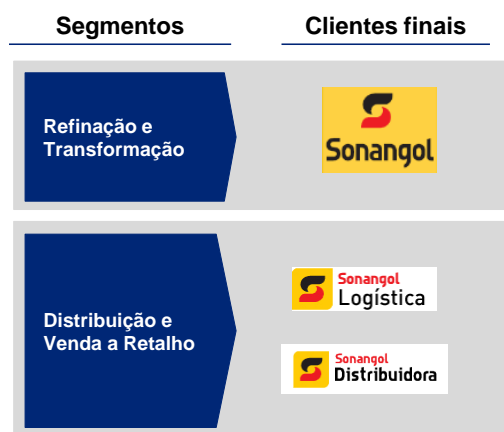 Segmentos
Clientes finais
Refinação e
Transformação
Sonangol
Distribuição e
Venda a Retalho
Sonangol
Logística
Sonangol
Distribuidora